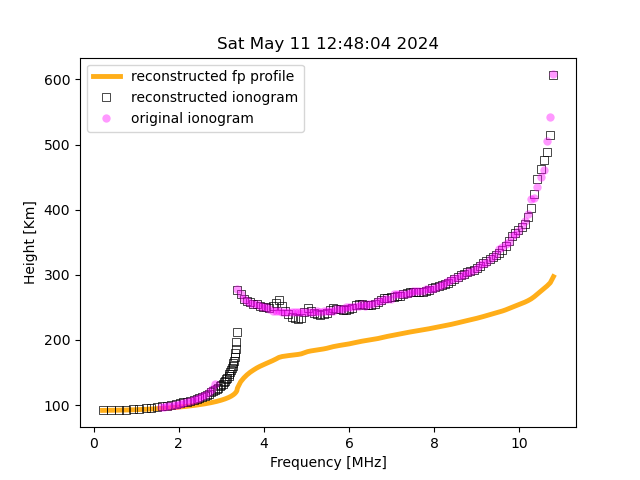 Sat May 11 12:48:04 2024
reconstructed fp profile
reconstructed ionogram
original ionogram
Height [Km]
600
500
400
300
200
100
0 2 4 6 8 10
Frequency [MHz]